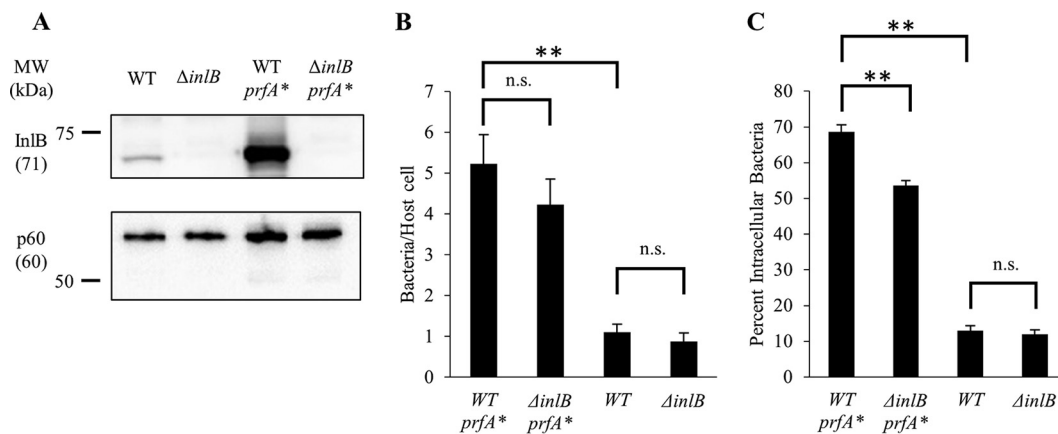 A
MW
(kDa)
WT
ΔinlB
WT
prfA*
ΔinlB
prfA*
InlB
(71)
75
p60
(60)
50
B
**
n.s.
n.s.
Bacteria/Host cell
7
6
5
4
3
2
1
0
WT
prfA*
ΔinlB
prfA*
WT
ΔinlB
C
**
**
n.s.
Percent Intracellular Bacteria
80
70
60
50
40
30
20
10
0
WT
prfA*
ΔinlB
prfA*
WT
ΔinlB